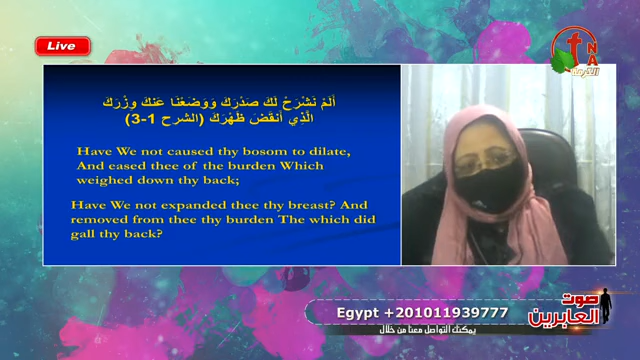 Live
أَلَمْ نَشْرَحْ لَكَ صَدْرَكَ وَوَضَعْنَا عَنكَ وِزْرَكَ
الَّذِي أَنقَضَ ظَهْرَكَ (الشرح 1-3)
Have We not caused thy bosom to dilate,
And eased thee of the burden Which
weighed down thy back;
Have We not expanded thee thy breast? And
removed from thee thy burden The which did
gall thy back?
NA
الكرمة
صوت
العابرين
Egypt +201011939777
يمكنك التواصل معنا من خلال